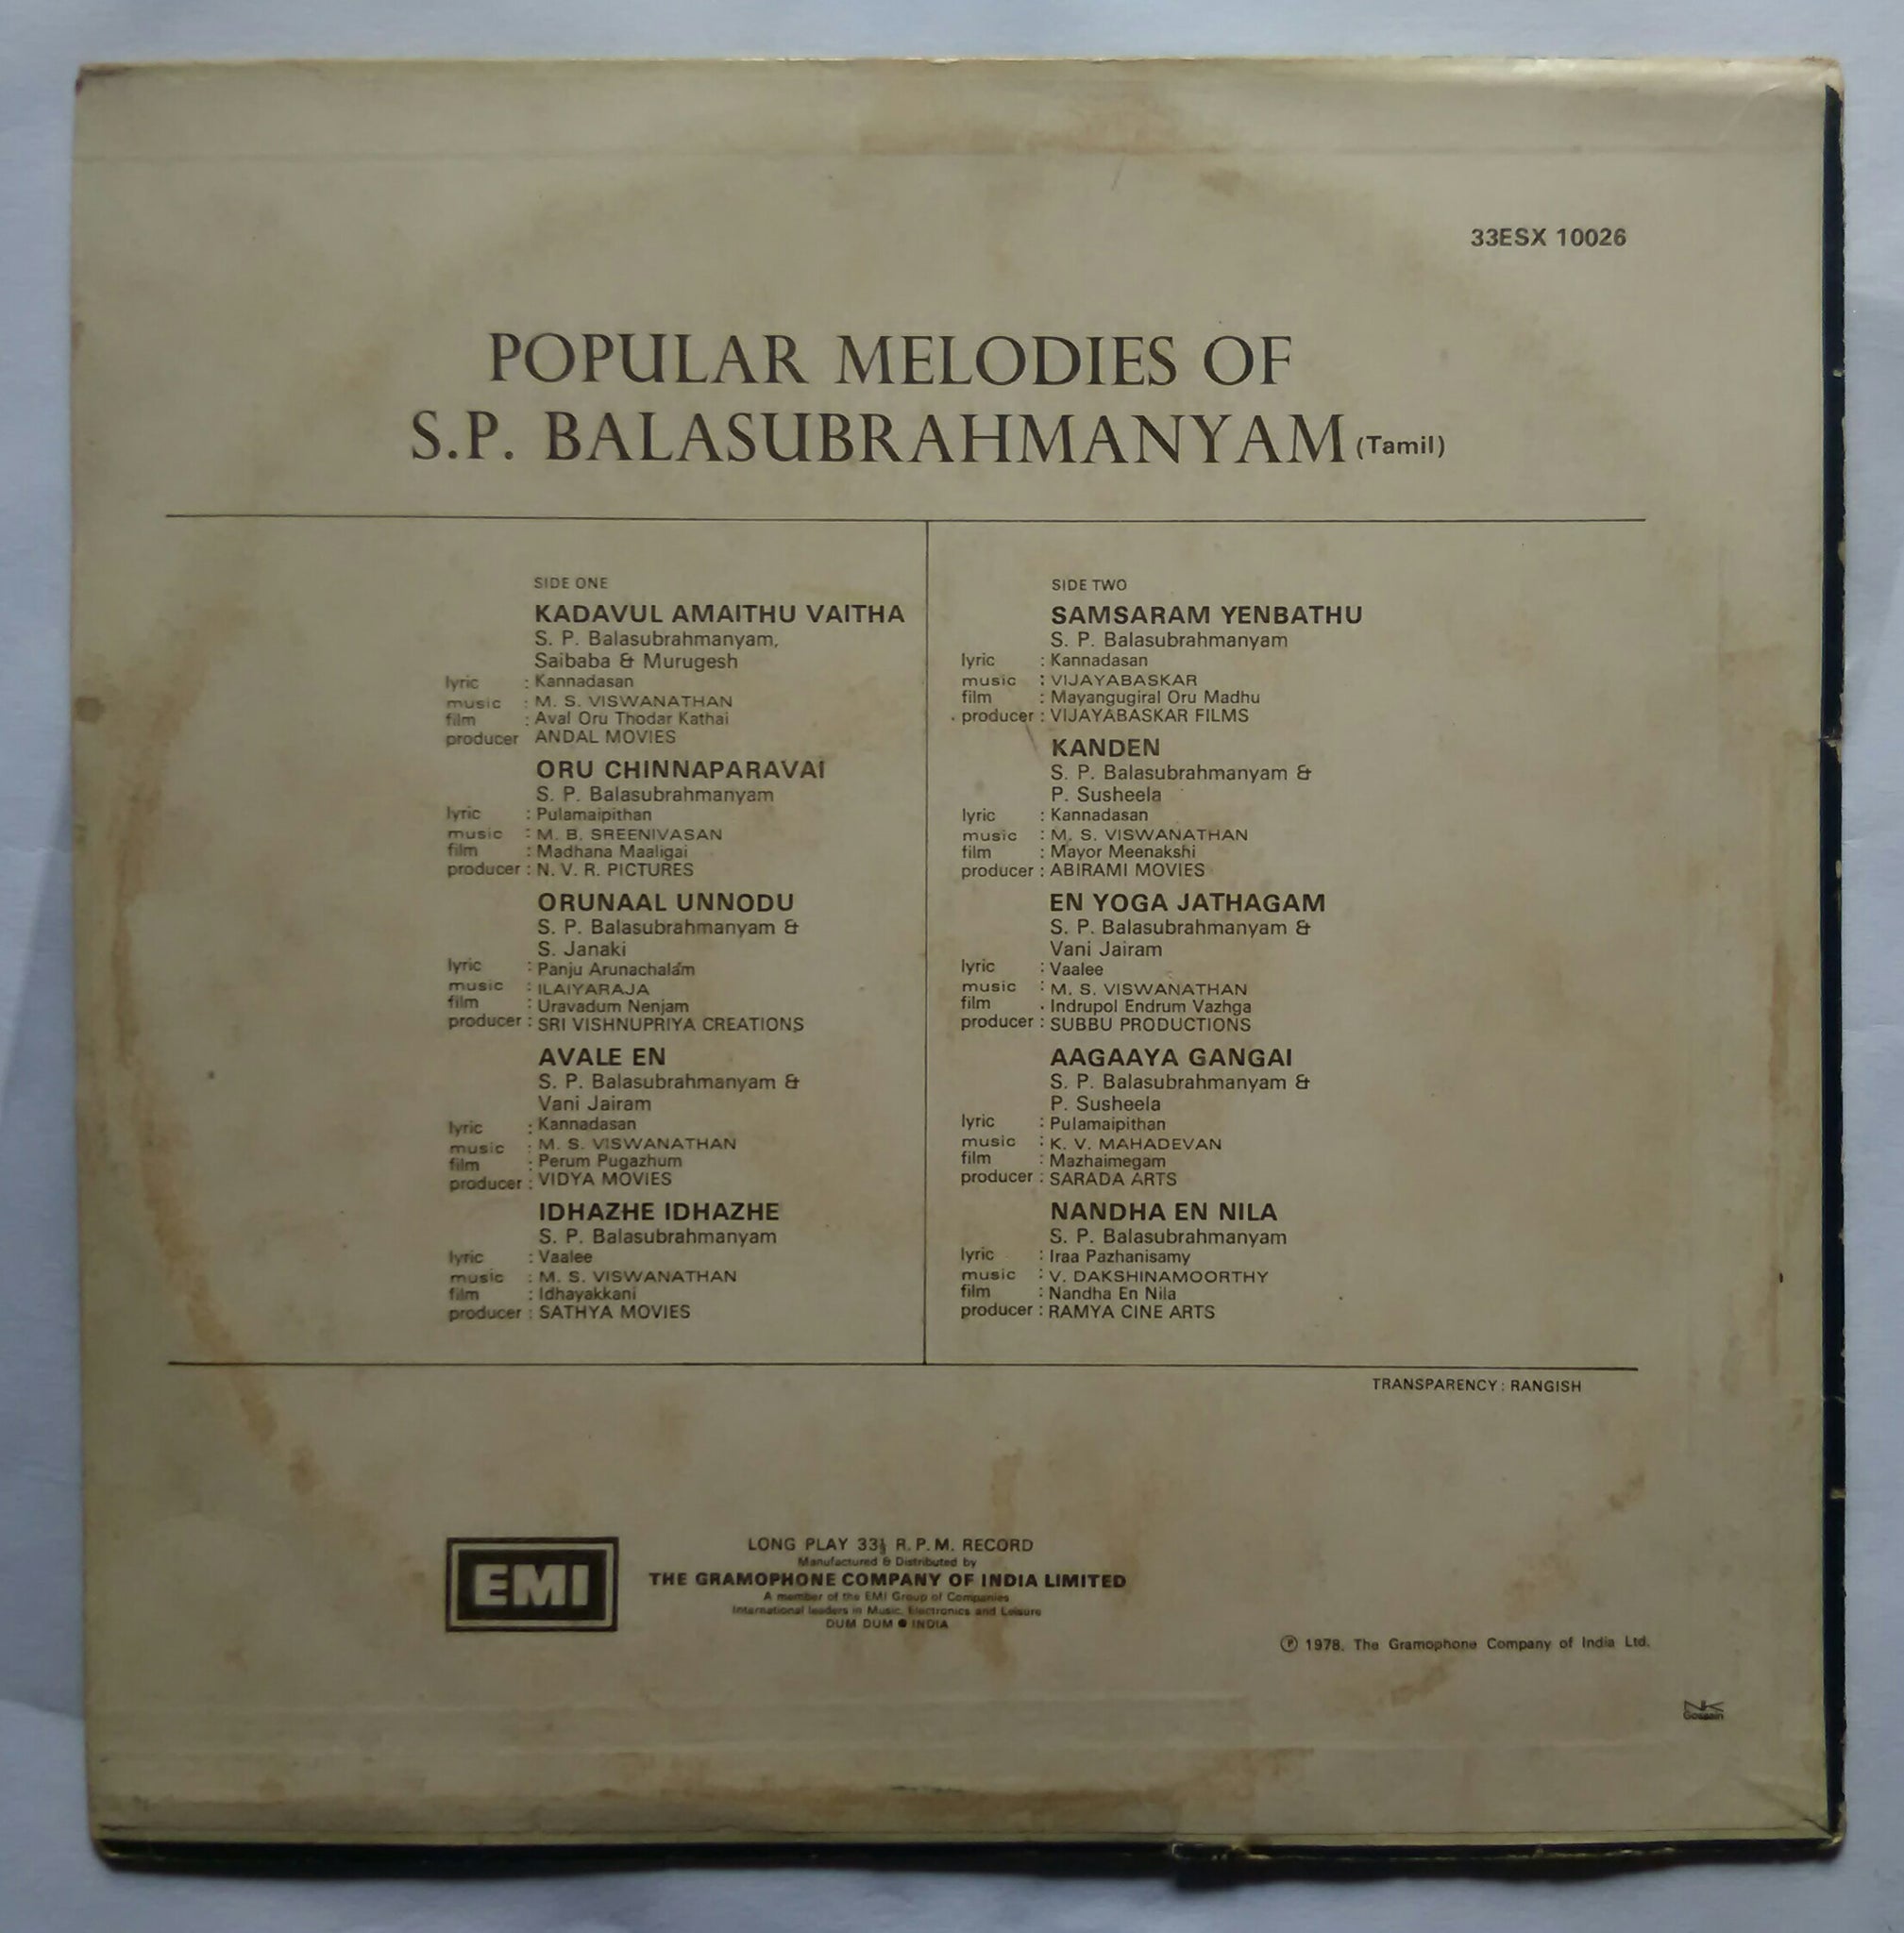 33ESX 10026
POPULAR MELODIES OF
S.P. BALASUBRAHMANYAM (Tamil)
SIDE ONE
KADAVUL AMAITHU VAITHA
S. P. Balasubrahmanyam,
Saibaba & Murugesh
lyric : Kannadasan
music : M. S. VISWANATHAN
film : Aval Oru Thodar Kathai
producer ANDAL MOVIES
ORU CHINNAPARAVAI
S. P. Balasubrahmanyam
lyric : Pulamaipithan
music : M. B. SREENIVASAN
film : Madhana Maaligai
producer : N. V. R. PICTURES
ORUNAAL UNNODU
S. P. Balasubrahmanyam &
S. Janaki
lyric : Panju Arunachalam
music : ILAIYARAJA
film : Uravadum Nenjam
producer : SRI VISHNUPRIYA CREATIONS
AVALE EN
S. P. Balasubrahmanyam &
Vani Jairam
lyric : Kannadasan
music : M. S. VISWANATHAN
film : Perum Pugazhum
producer : VIDYA MOVIES
IDHAZHE IDHAZHE
S. P. Balasubrahmanyam
lyric : Vaalee
music : M. S. VISWANATHAN
film : Idhayakkani
producer : SATHYA MOVIES
SIDE TWO
SAMSARAM YENBATHU
S. P. Balasubrahmanyam
lyric : Kannadasan
music : VIJAYABASKAR
film : Mayangugiral Oru Madhu
producer : VIJAYABASKAR FILMS
KANDEN
S. P. Balasubrahmanyam &
P. Susheela
lyric : Kannadasan
music : M. S. VISWANATHAN
film : Mayor Meenakshi
producer : ABIRAMI MOVIES
EN YOGA JATHAGAM
S. P. Balasubrahmanyam &
Vani Jairam
lyric : Vaalee
music : M. S. VISWANATHAN
film . Indrupol Endrum Vazhga
producer : SUBBU PRODUCTIONS
AAGAAYA GANGAI
S. P. Balasubrahmanyam &
P. Susheela
lyric : Pulamaipithan
music : K. V. MAHADEVAN
film : Mazhaimegam
producer : SARADA ARTS
NANDHA EN NILA
S. P. Balasubrahmanyam
lyric : Iraa Pazhanisamy
music : V. DAKSHINAMOORTHY
film : Nandha En Nila
producer : RAMYA CINE ARTS
TRANSPARENCY : RANGISH
EMI
LONG PLAY 33⅓ R.P.M. RECORD
Manufactured & Distributed by
THE GRAMOPHONE COMPANY OF INDIA LIMITED
A member of the EMI Group of Companies
International leaders in Music, Electronics and Leisure
DUM DUM ● INDIA
Ⓟ 1978. The Gramophone Company of India Ltd.
NK
Gossain